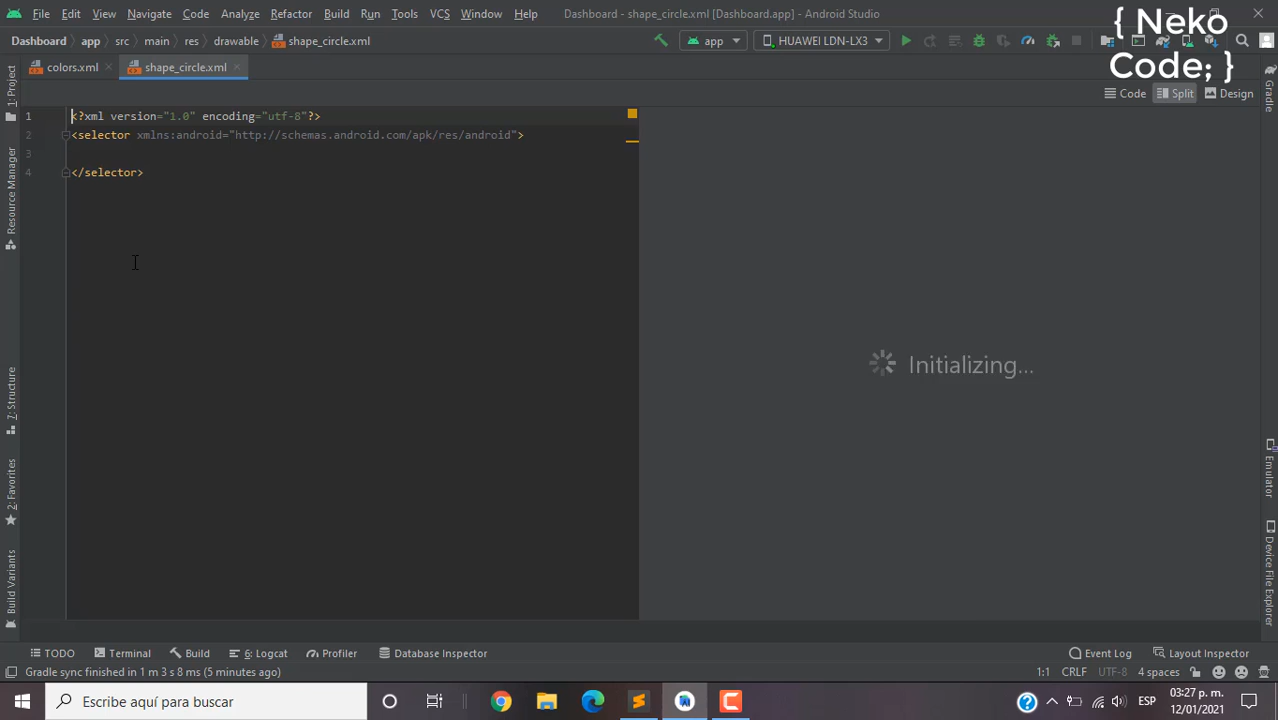 File Edit View Navigate Code Analyze Refactor Build Run Tools VCS Window Help Dashboard - shape_circle.xml [Dashboard.app] - Android Studio
{ Neko
Code; }
Dashboard app src main res drawable shape_circle.xml app HUAWEI LDN-LX3
colors.xml shape_circle.xml
Code Split Design
1 <?xml version="1.0" encoding="utf-8"?>
2 <selector xmlns:android="http://schemas.android.com/apk/res/android">
3
4 </selector>
Initializing...
1: Project
Resource Manager
7: Structure
2: Favorites
Build Variants
Gradle
Emulator
Device File Explorer
TODO Terminal Build 6: Logcat Profiler Database Inspector Event Log Layout Inspector
Gradle sync finished in 1 m 3 s 8 ms (5 minutes ago) 1:1 CRLF UTF-8 4 spaces
Escribe aquí para buscar ESP 03:27 p. m.
12/01/2021